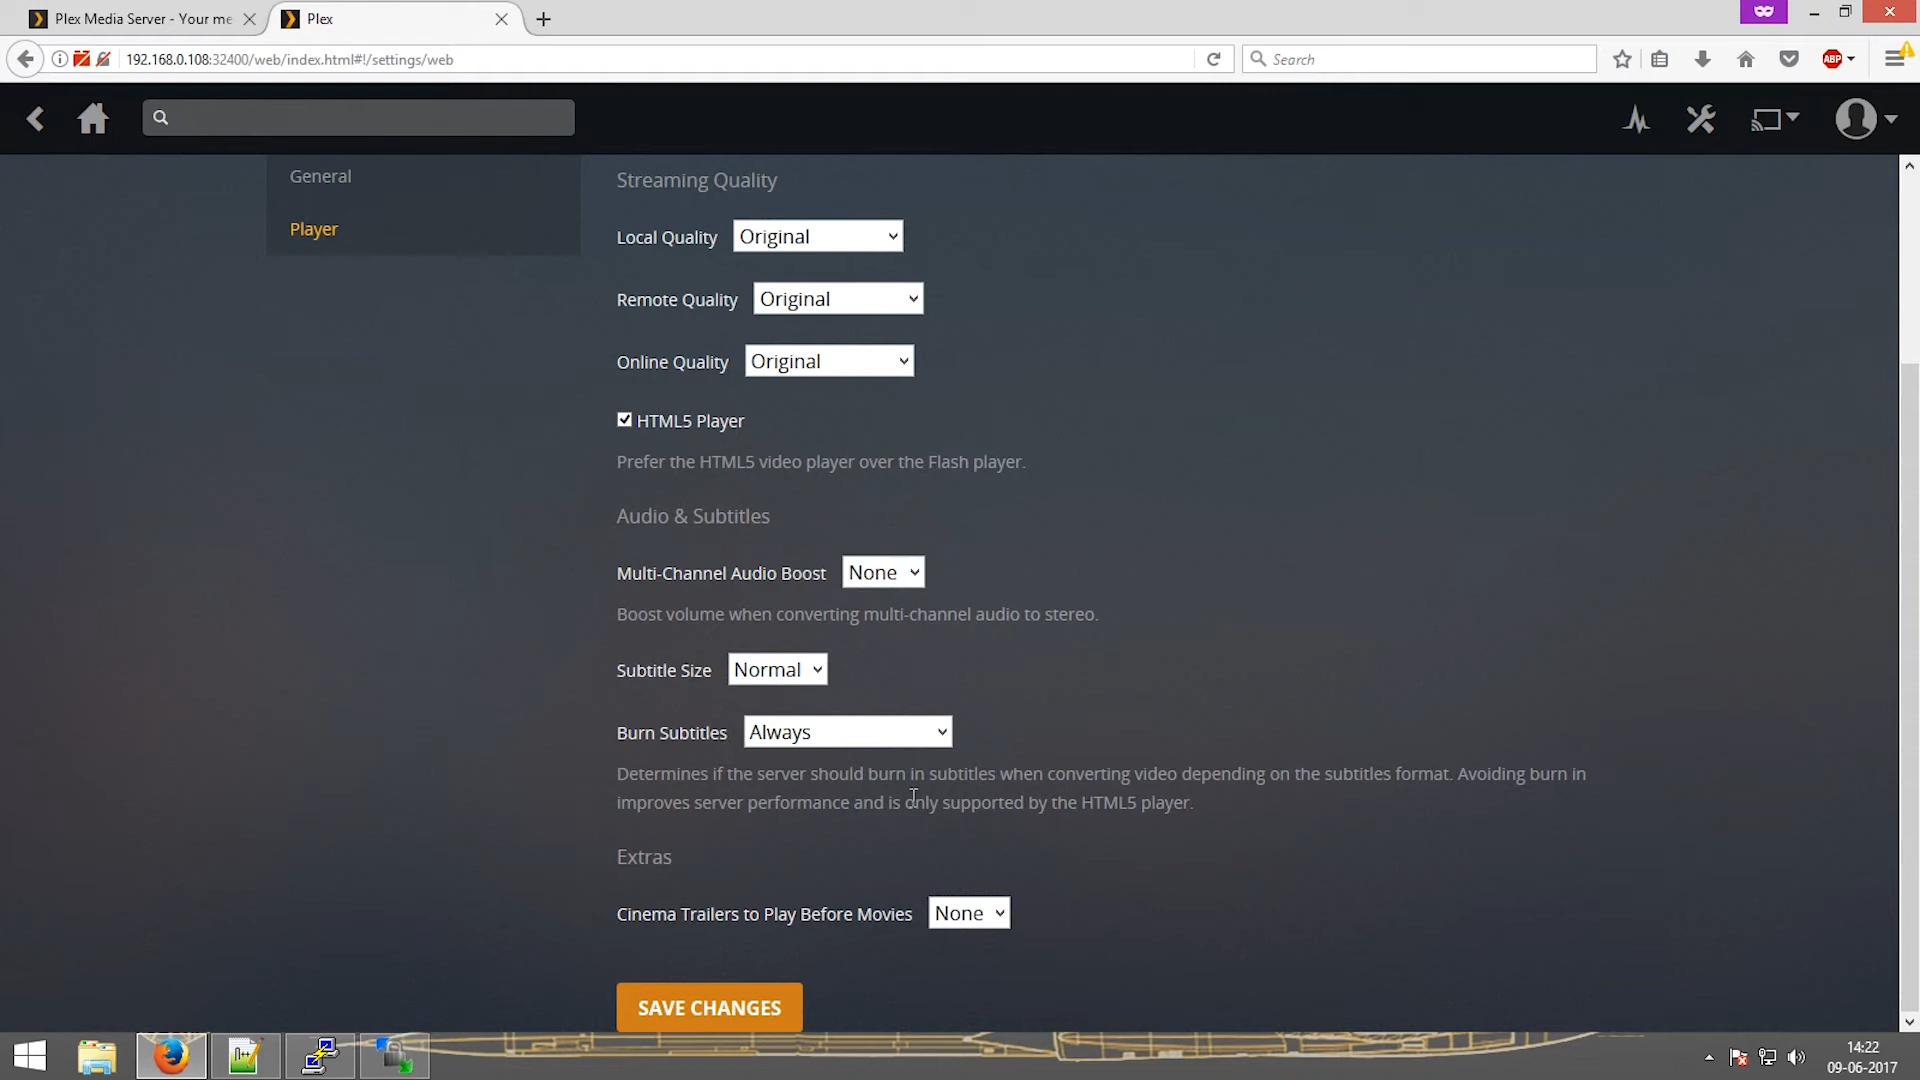 Plex Media Server - Your me
Plex
192.168.0.108:32400/web/index.html#!/settings/web
Search
ABP
General
Player
Streaming Quality
Local Quality Original
Remote Quality Original
Online Quality Original
HTML5 Player
Prefer the HTML5 video player over the Flash player.
Audio & Subtitles
Multi-Channel Audio Boost None
Boost volume when converting multi-channel audio to stereo.
Subtitle Size Normal
Burn Subtitles Always
Determines if the server should burn in subtitles when converting video depending on the subtitles format. Avoiding burn in
improves server performance and is only supported by the HTML5 player.
Extras
Cinema Trailers to Play Before Movies None
SAVE CHANGES
14:22
09-06-2017